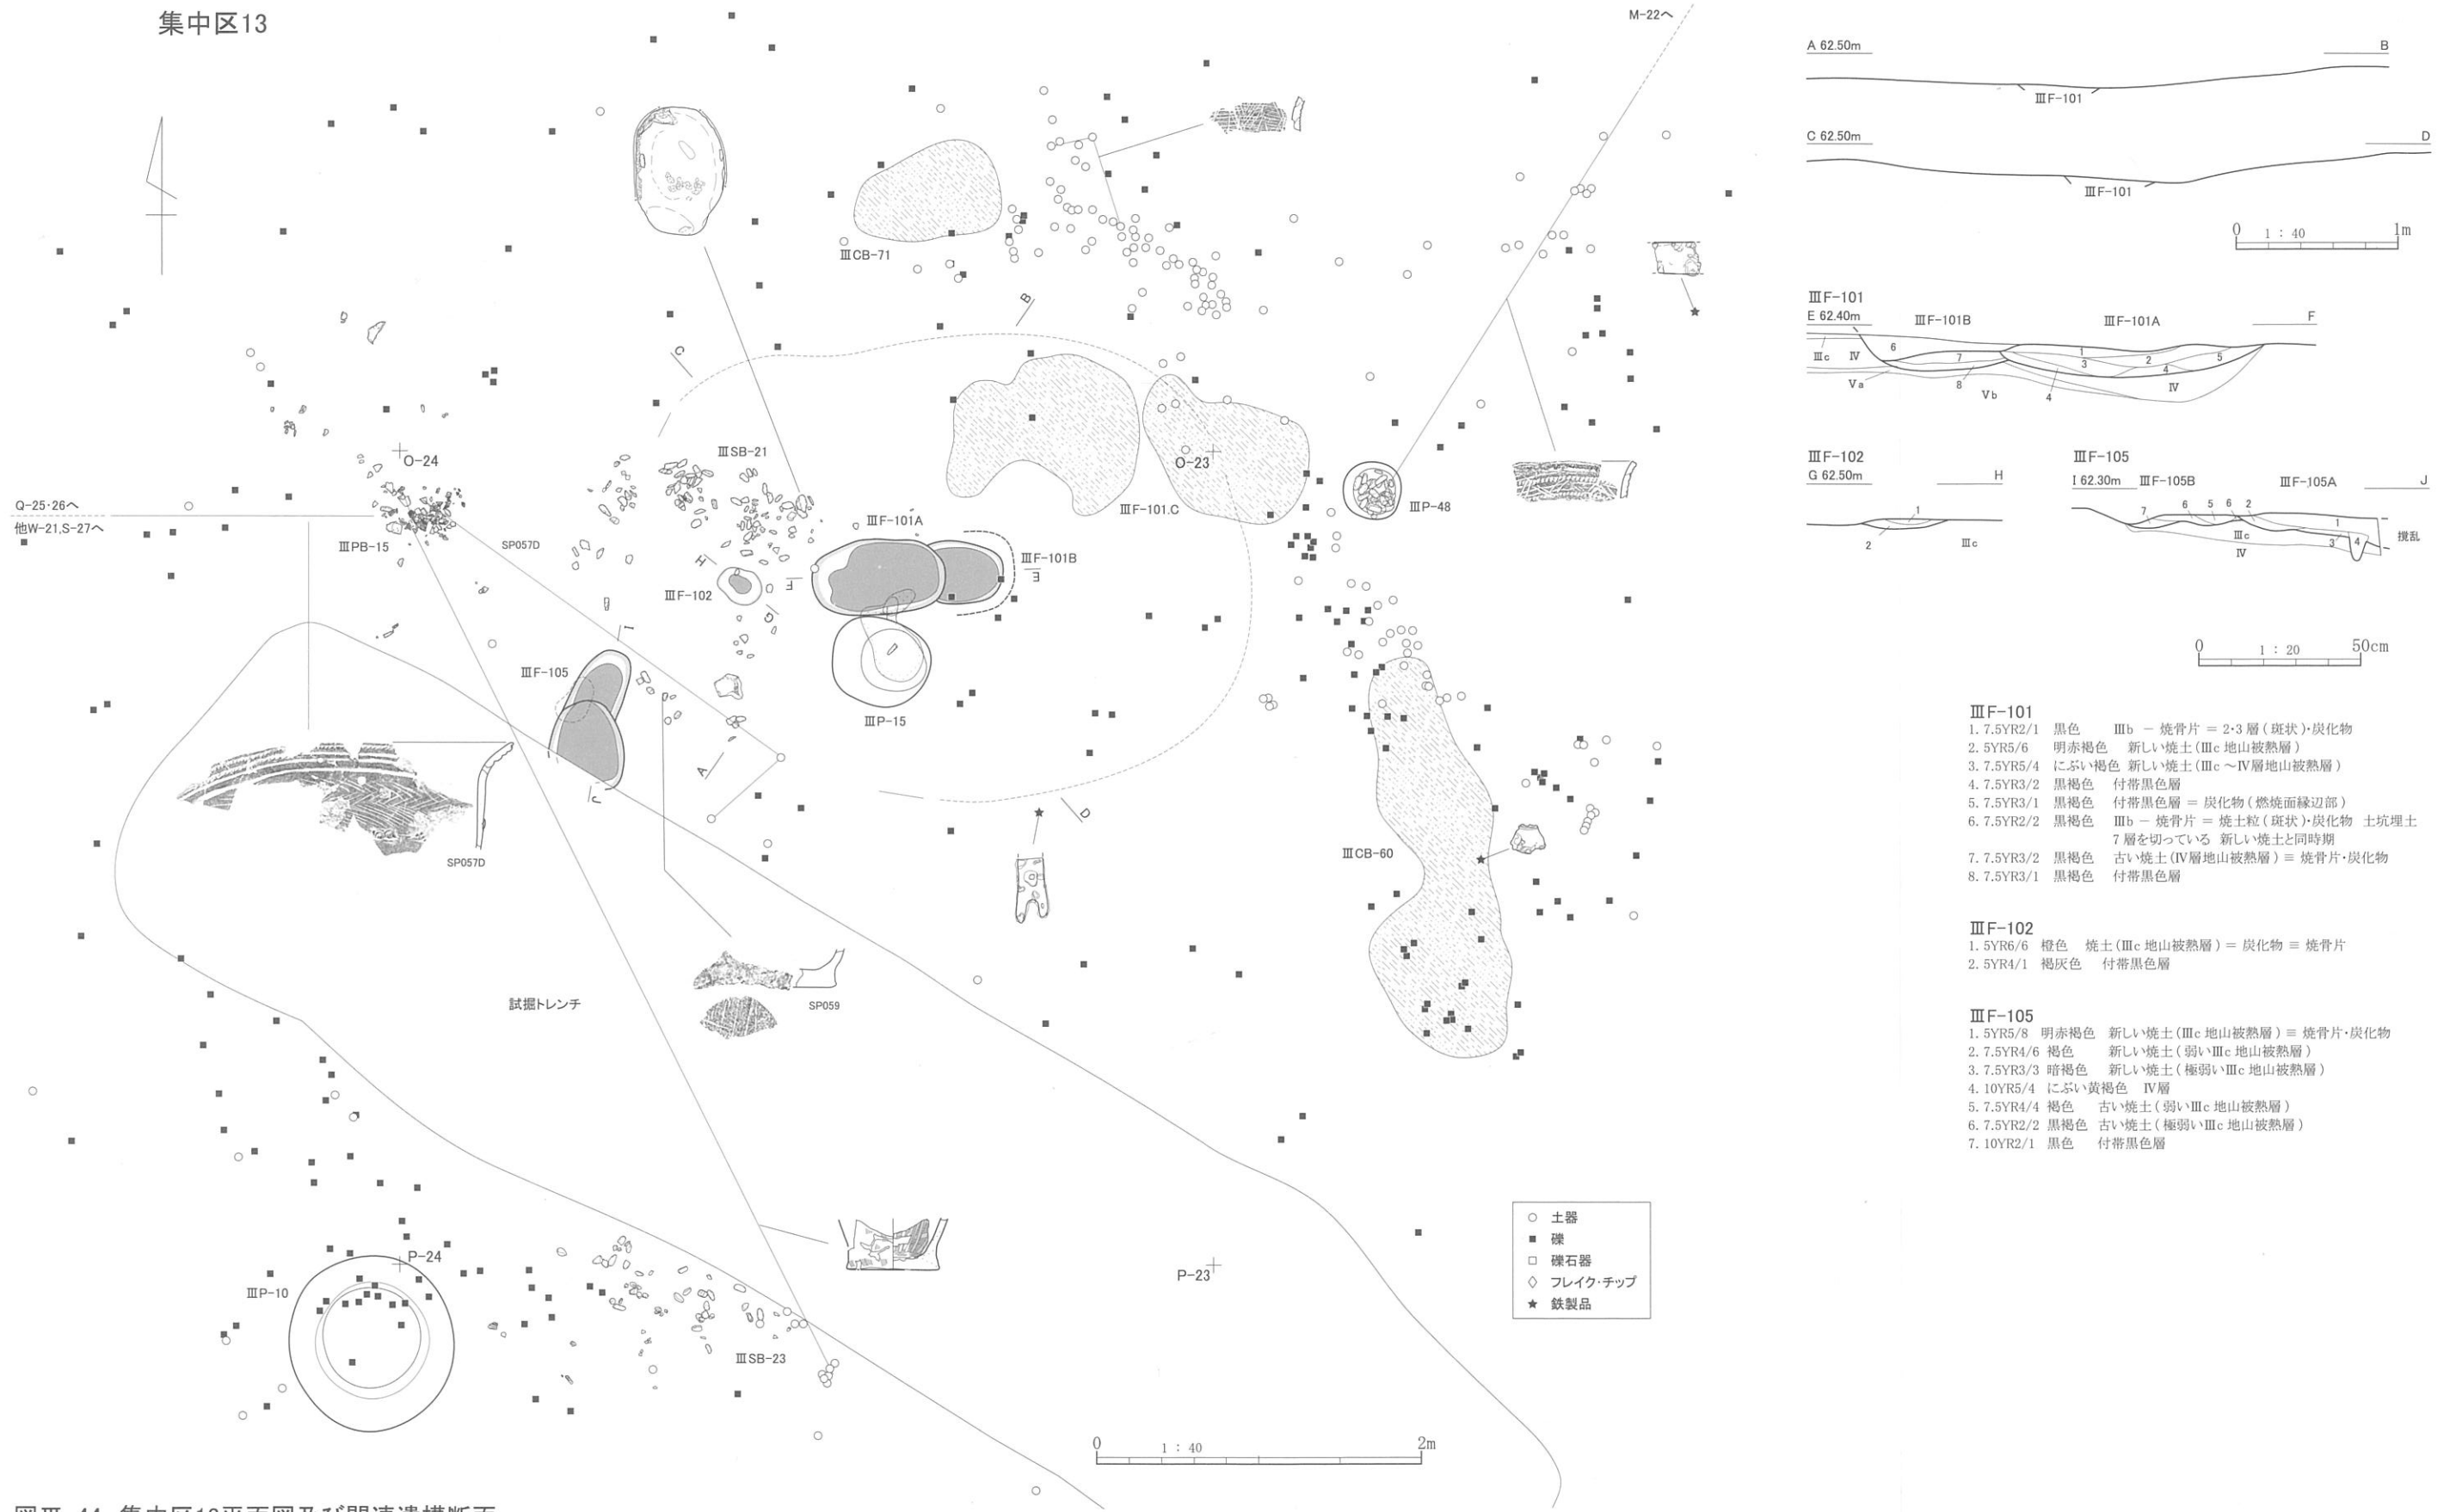 集中区13
M-22へ
ⅢCB-71
B
C
O-24
ⅢSB-21
O-23
Q-25・26へ
他W-21,S-27へ
ⅢPB-15
SP057D
ⅢF-101A
ⅢF-101.C
ⅢP-48
ⅢF-101B
H
F
E
ⅢF-102
G
I
ⅢF-105
ⅢP-15
A
J
D
SP057D
ⅢCB-60
試掘トレンチ
SP059
P-24
ⅢP-10
P-23
ⅢSB-23
○ 土器
■ 礫
□ 礫石器
◇ フレイク・チップ
★ 鉄製品
0 1 : 40 2m
A 62.50m B
ⅢF-101
C 62.50m D
ⅢF-101
0 1 : 40 1m
ⅢF-101
E 62.40m ⅢF-101B ⅢF-101A F
Ⅲc Ⅳ 6 7 1 3 2 4 5
Ⅴa 8 Ⅴb 4 Ⅳ
ⅢF-102
G 62.50m H
1
2 Ⅲc
ⅢF-105
I 62.30m ⅢF-105B ⅢF-105A J
7 6 5 6 2 1
Ⅲc 3 4 撹乱
Ⅳ
0 1 : 20 50cm
ⅢF-101
1. 7.5YR2/1 黒色 Ⅲb − 焼骨片 = 2・3層(斑状)・炭化物
2. 5YR5/6 明赤褐色 新しい焼土(Ⅲc 地山被熱層)
3. 7.5YR5/4 にぶい褐色 新しい焼土(Ⅲc ～Ⅳ層地山被熱層)
4. 7.5YR3/2 黒褐色 付帯黒色層
5. 7.5YR3/1 黒褐色 付帯黒色層 = 炭化物(燃焼面縁辺部)
6. 7.5YR2/2 黒褐色 Ⅲb − 焼骨片 = 焼土粒(斑状)・炭化物 土坑埋土
7層を切っている 新しい焼土と同時期
7. 7.5YR3/2 黒褐色 古い焼土(Ⅳ層地山被熱層) ≡ 焼骨片・炭化物
8. 7.5YR3/1 黒褐色 付帯黒色層
ⅢF-102
1. 5YR6/6 橙色 焼土(Ⅲc 地山被熱層) = 炭化物 ≡ 焼骨片
2. 5YR4/1 褐灰色 付帯黒色層
ⅢF-105
1. 5YR5/8 明赤褐色 新しい焼土(Ⅲc 地山被熱層) ≡ 焼骨片・炭化物
2. 7.5YR4/6 褐色 新しい焼土(弱いⅢc 地山被熱層)
3. 7.5YR3/3 暗褐色 新しい焼土(極弱いⅢc 地山被熱層)
4. 10YR5/4 にぶい黄褐色 Ⅳ層
5. 7.5YR4/4 褐色 古い焼土(弱いⅢc 地山被熱層)
6. 7.5YR2/2 黒褐色 古い焼土(極弱いⅢc 地山被熱層)
7. 10YR2/1 黒色 付帯黒色層